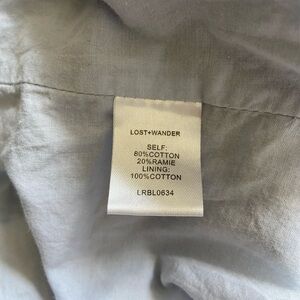 LOST+WANDER
SELF:
80%COTTON
20%RAMIE
LINING:
100%COTTON
LRBL0634